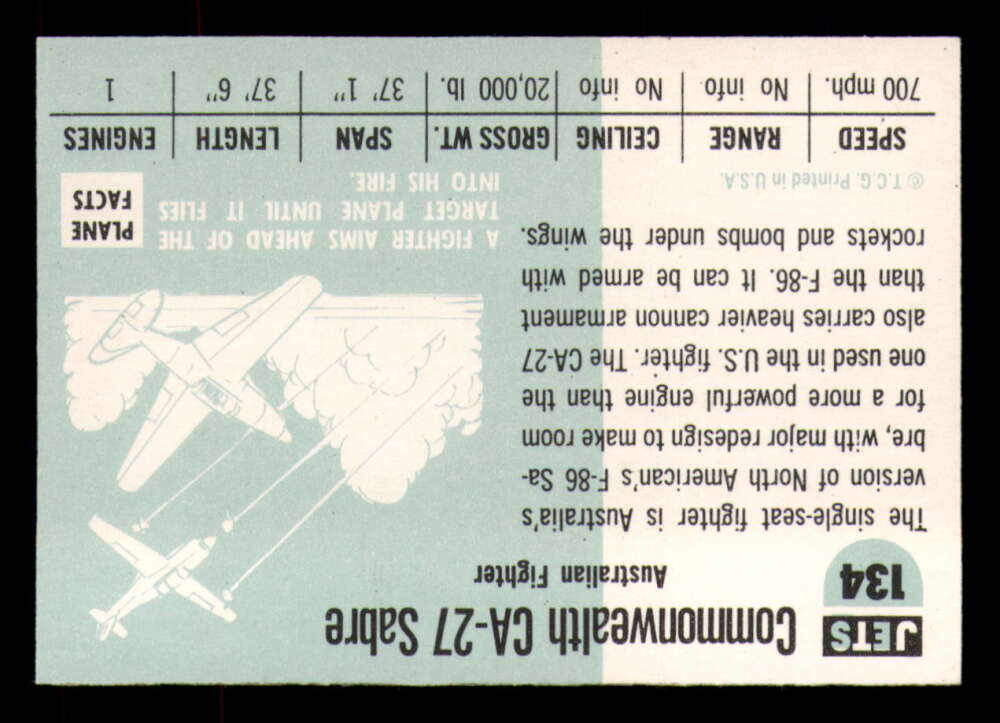 JETS
134
Commonwealth CA-27 Sabre
Australian Fighter
The single-seat fighter is Australia's
version of North American's F-86 Sa-
bre, with major redesign to make room
for a more powerful engine than the
one used in the U.S. fighter. The CA-27
also carries heavier cannon armament
than the F-86. It can be armed with
rockets and bombs under the wings.
© T.C.G. Printed in U.S.A.
PLANE
FACTS
A FIGHTER AIMS AHEAD OF THE
TARGET PLANE UNTIL IT FLIES
INTO HIS FIRE.
SPEED RANGE CEILING GROSS WT. SPAN LENGTH ENGINES
700 mph. No info No info 20,000 lb. 37' 1" 37' 6" 1